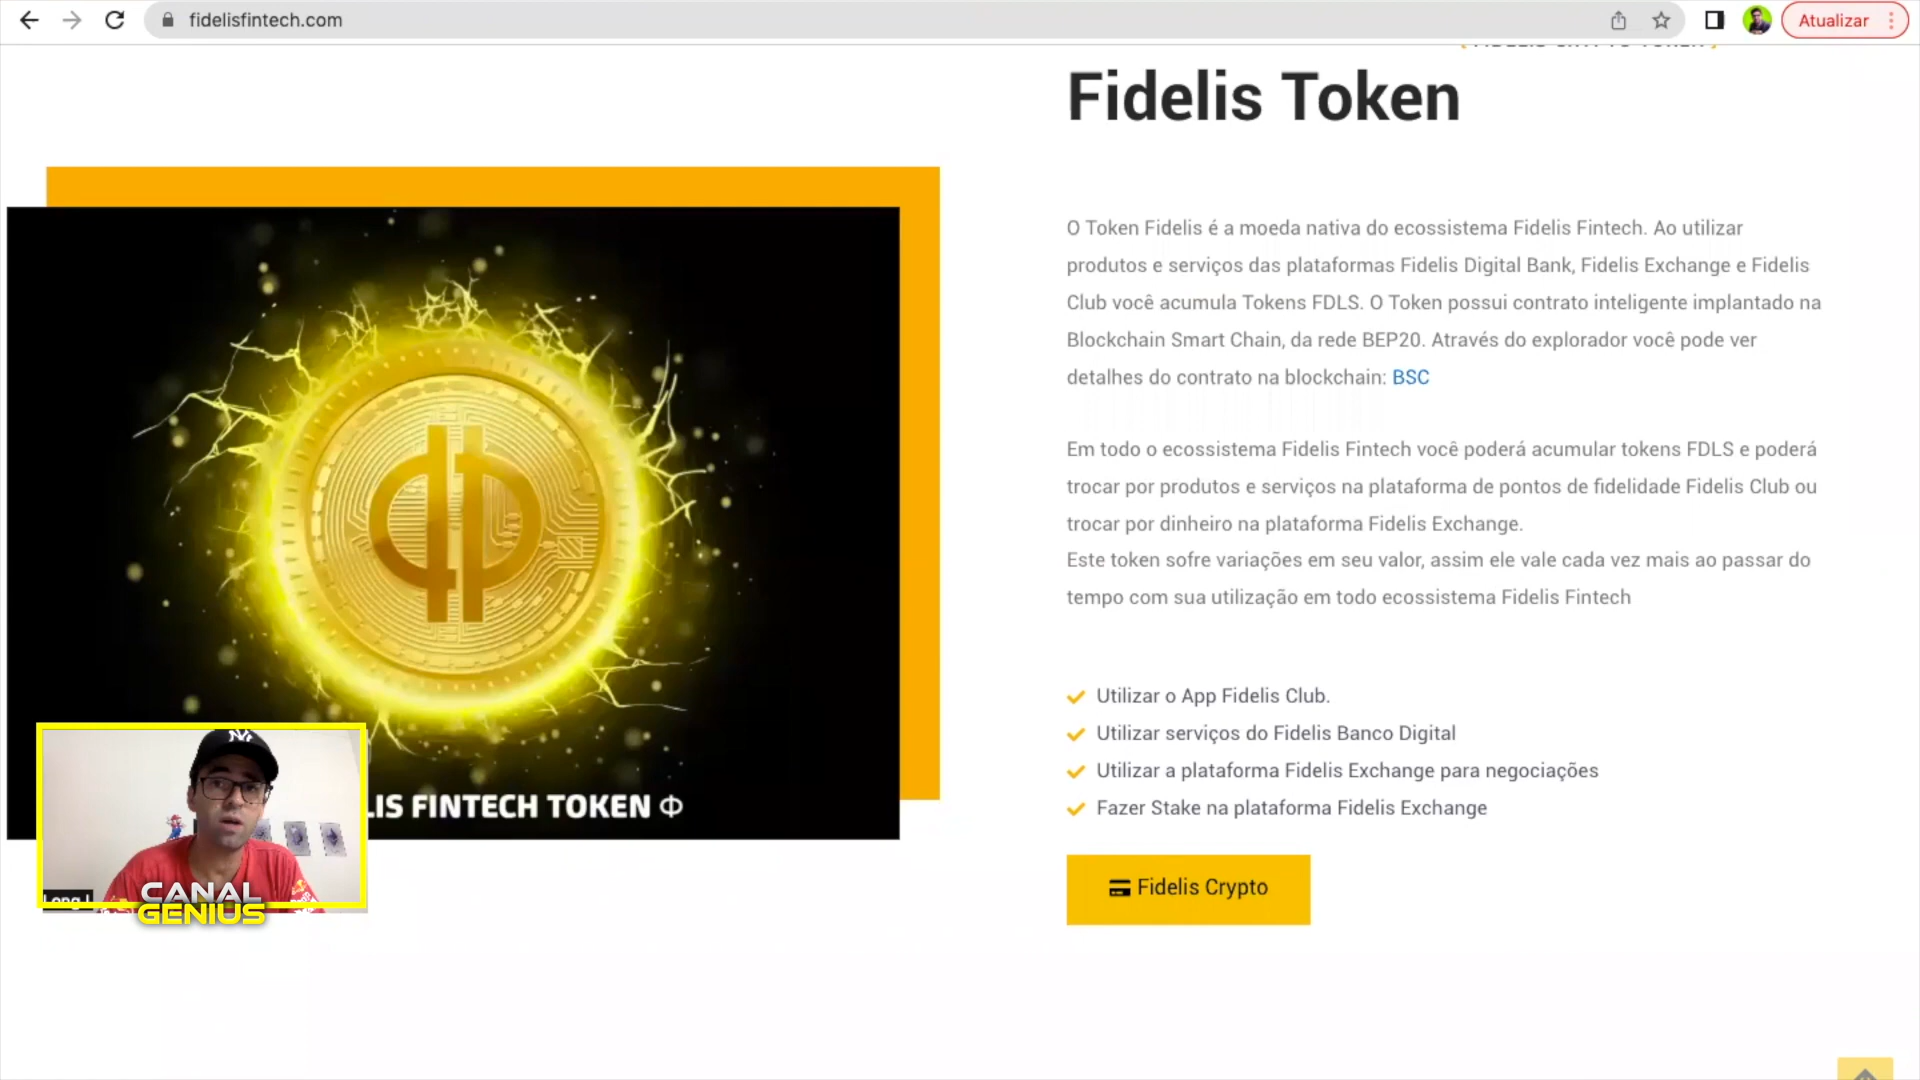 fidelisfintech.com
Atualizar
Fidelis Token
O Token Fidelis é a moeda nativa do ecossistema Fidelis Fintech. Ao utilizar
produtos e serviços das plataformas Fidelis Digital Bank, Fidelis Exchange e Fidelis
Club você acumula Tokens FDLS. O Token possui contrato inteligente implantado na
Blockchain Smart Chain, da rede BEP20. Através do explorador você pode ver
detalhes do contrato na blockchain: BSC
Em todo o ecossistema Fidelis Fintech você poderá acumular tokens FDLS e poderá
trocar por produtos e serviços na plataforma de pontos de fidelidade Fidelis Club ou
trocar por dinheiro na plataforma Fidelis Exchange.
Este token sofre variações em seu valor, assim ele vale cada vez mais ao passar do
tempo com sua utilização em todo ecossistema Fidelis Fintech
Utilizar o App Fidelis Club.
Utilizar serviços do Fidelis Banco Digital
Utilizar a plataforma Fidelis Exchange para negociações
Fazer Stake na plataforma Fidelis Exchange
Fidelis Crypto
LIS FINTECH TOKEN Φ
NY
CANAL
GENIUS